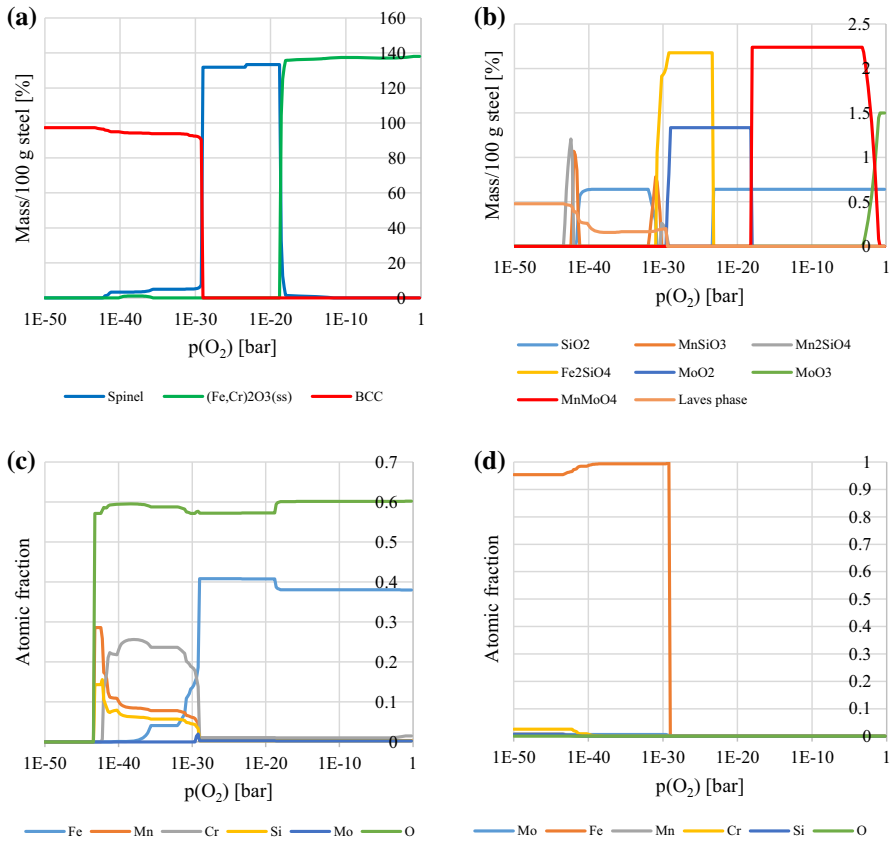 (a)
160
140
120
100
80
60
40
20
0
Mass/100 g steel [%]
1E-50 1E-40 1E-30 1E-20 1E-10 1
p(O2) [bar]
Spinel (Fe,Cr)2O3(ss) BCC
(b)
2.5
2
1.5
1
0.5
0
Mass/100 g steel [%]
1E-50 1E-40 1E-30 1E-20 1E-10 1
p(O2) [bar]
SiO2 MnSiO3 Mn2SiO4
Fe2SiO4 MoO2 MoO3
MnMoO4 Laves phase
(c)
0.7
0.6
0.5
0.4
0.3
0.2
0.1
0
Atomic fraction
1E-50 1E-40 1E-30 1E-20 1E-10 1
p(O2) [bar]
Fe Mn Cr Si Mo O
(d)
1
0.9
0.8
0.7
0.6
0.5
0.4
0.3
0.2
0.1
0
Atomic fraction
1E-50 1E-40 1E-30 1E-20 1E-10 1
p(O2) [bar]
Mo Fe Mn Cr Si O